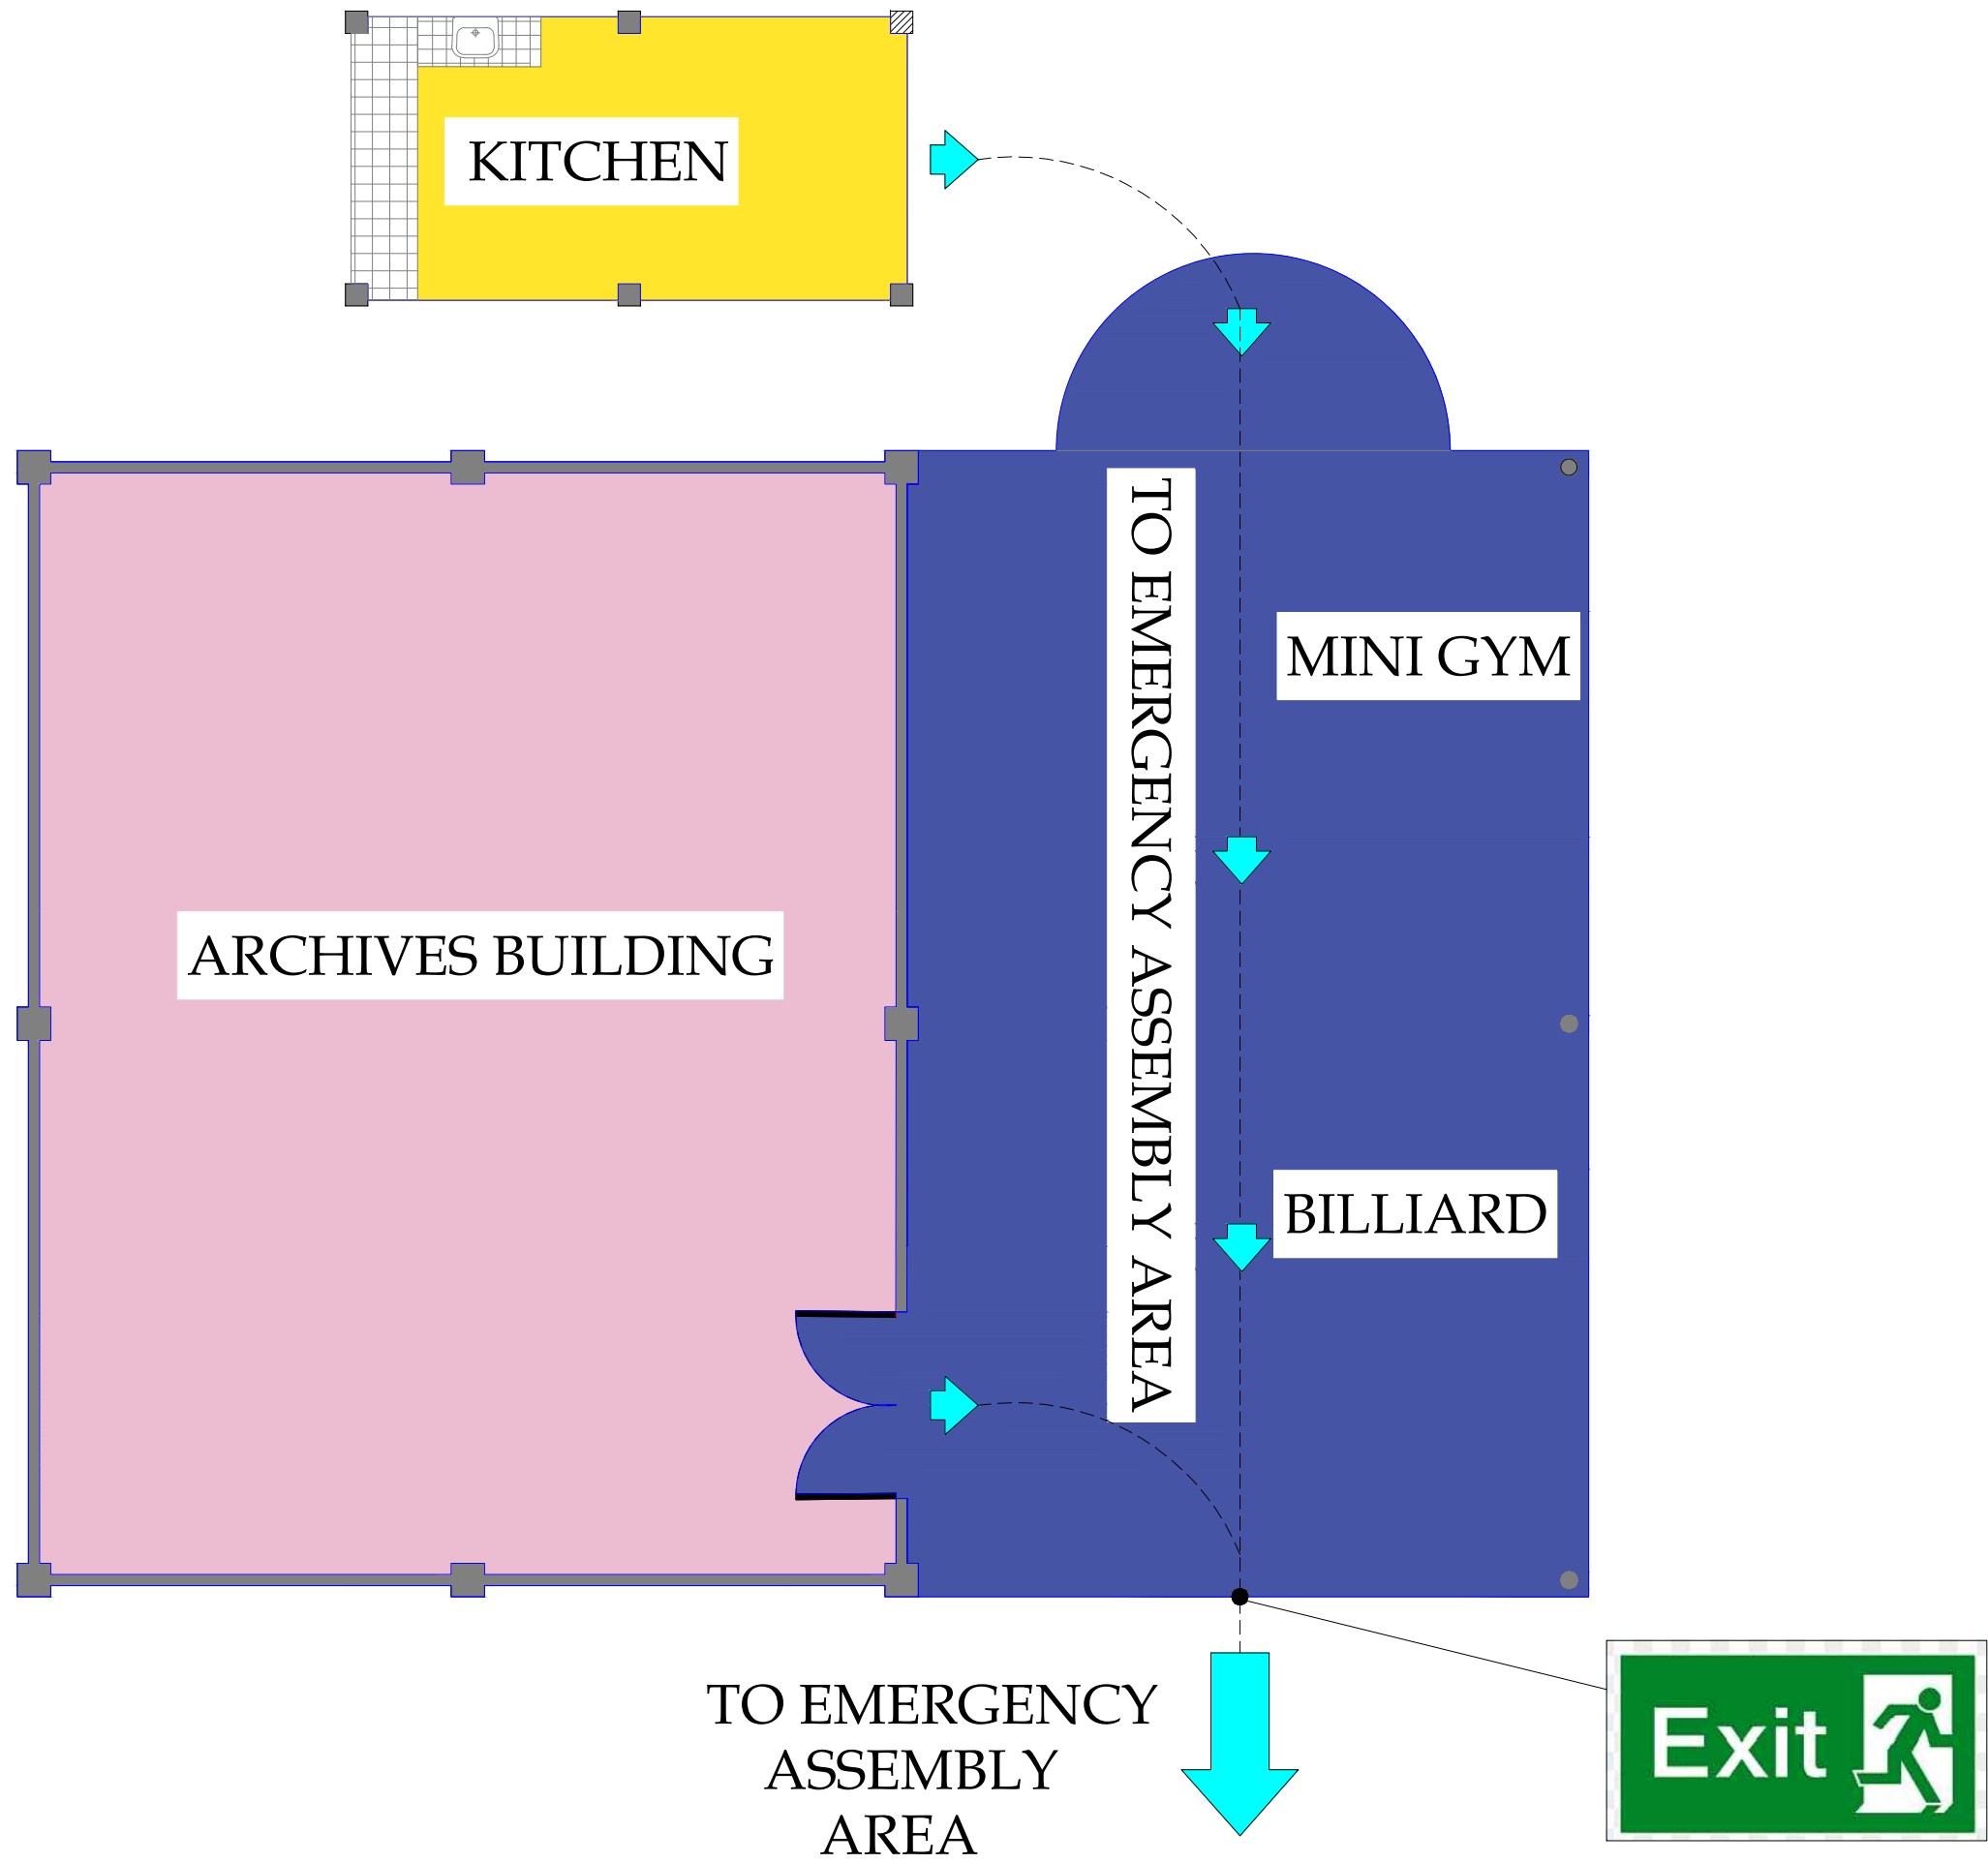 KITCHEN
MINI GYM
TO EMERGENCY ASSEMBLY AREA
ARCHIVES BUILDING
BILLIARD
TO EMERGENCY
ASSEMBLY
AREA
Exit